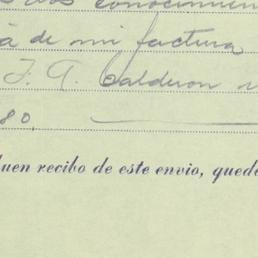 conocimien
de mi factura
J. A. Calderon
80,
buen recibo de este envio, qued